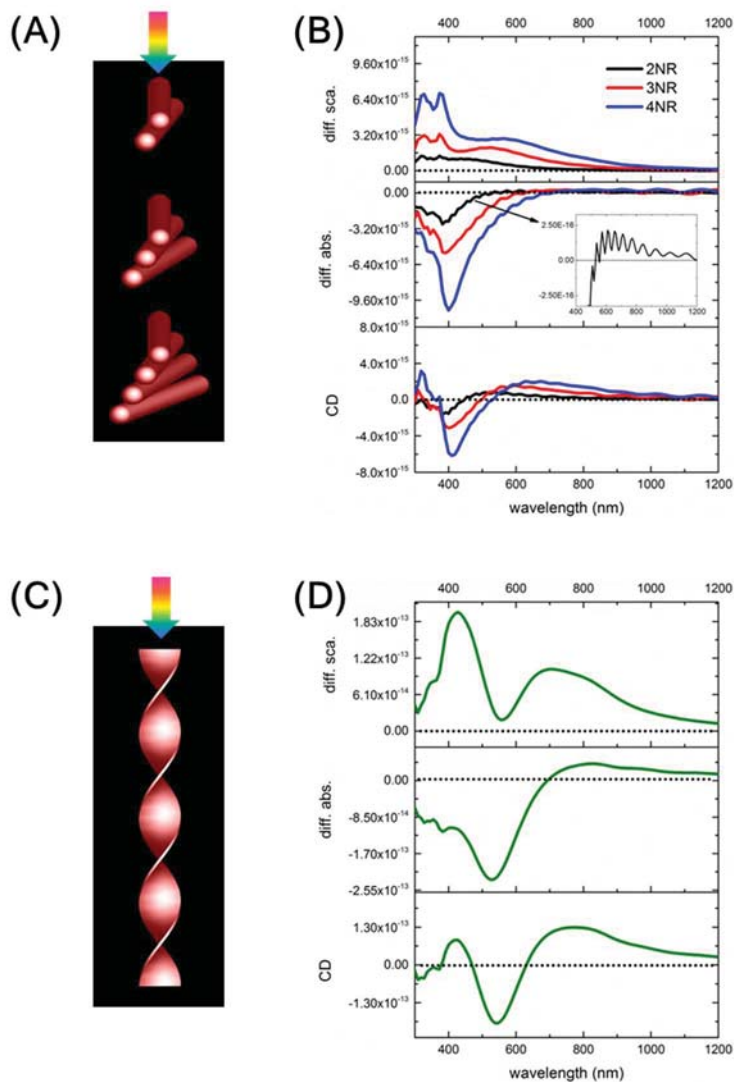 (A)
(B)
400 600 800 1000 1200
diff. sca.
9.60x10⁻¹⁵
6.40x10⁻¹⁵
3.20x10⁻¹⁵
0.00
2NR
3NR
4NR
diff. abs.
0.00
-3.20x10⁻¹⁵
-6.40x10⁻¹⁵
-9.60x10⁻¹⁵
2.50E-16
0.00
-2.50E-16
400 600 800 1000 1200
CD
8.0x10⁻¹⁵
4.0x10⁻¹⁵
0.0
-4.0x10⁻¹⁵
-8.0x10⁻¹⁵
400 600 800 1000 1200
wavelength (nm)
(C)
(D)
400 600 800 1000 1200
diff. sca.
1.83x10⁻¹³
1.22x10⁻¹³
6.10x10⁻¹⁴
0.00
diff. abs.
0.00
-8.50x10⁻¹⁴
-1.70x10⁻¹³
-2.55x10⁻¹³
CD
1.30x10⁻¹³
0.00
-1.30x10⁻¹³
400 600 800 1000 1200
wavelength (nm)